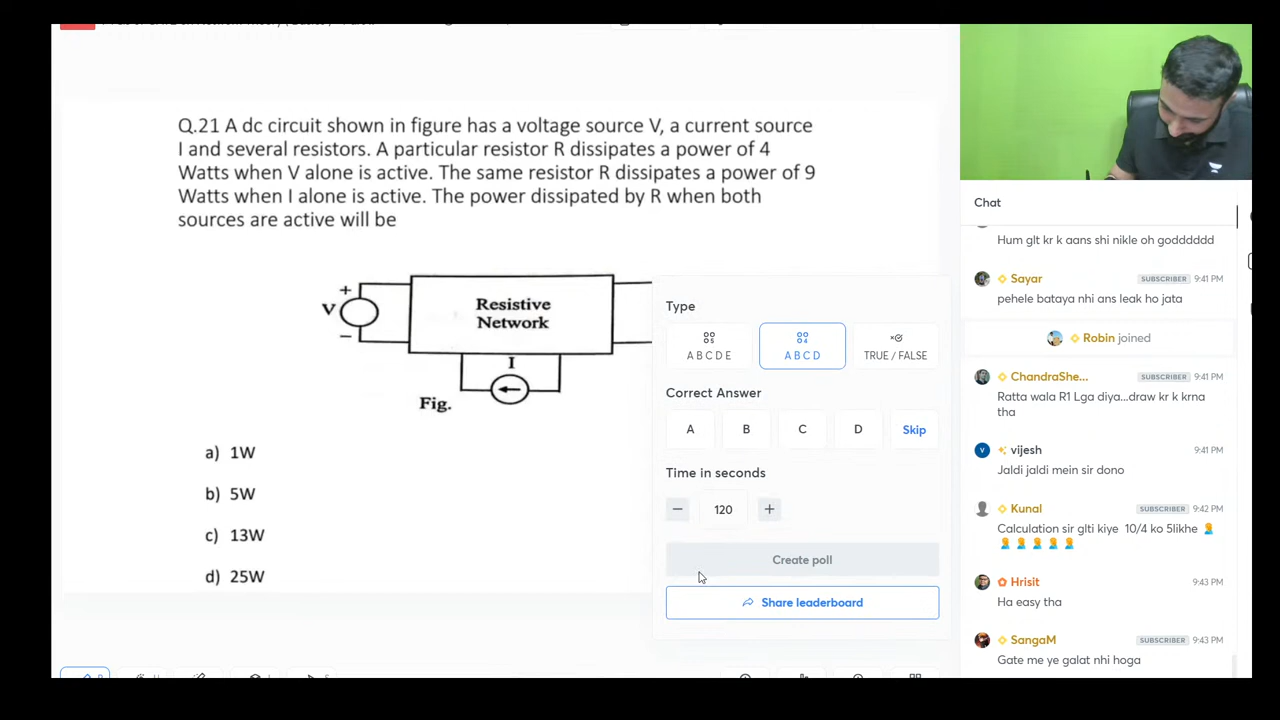 Q.21 A dc circuit shown in figure has a voltage source V, a current source
I and several resistors. A particular resistor R dissipates a power of 4
Watts when V alone is active. The same resistor R dissipates a power of 9
Watts when I alone is active. The power dissipated by R when both
sources are active will be
+
V
−
Resistive
Network
I
Fig.
a) 1W
b) 5W
c) 13W
d) 25W
Type
A B C D E
A B C D
TRUE / FALSE
Correct Answer
A
B
C
D
Skip
Time in seconds
−
120
+
Create poll
Share leaderboard
Chat
Hum glt kr k aans shi nikle oh godddddd
Sayar SUBSCRIBER 9:41 PM
pehele bataya nhi ans leak ho jata
Robin joined
ChandraShe... SUBSCRIBER 9:41 PM
Ratta wala R1 Lga diya...draw kr k krna
tha
V vijesh 9:41 PM
Jaldi jaldi mein sir dono
Kunal SUBSCRIBER 9:42 PM
Calculation sir glti kiye 10/4 ko 5likhe
Hrisit 9:43 PM
Ha easy tha
SangaM SUBSCRIBER 9:43 PM
Gate me ye galat nhi hoga